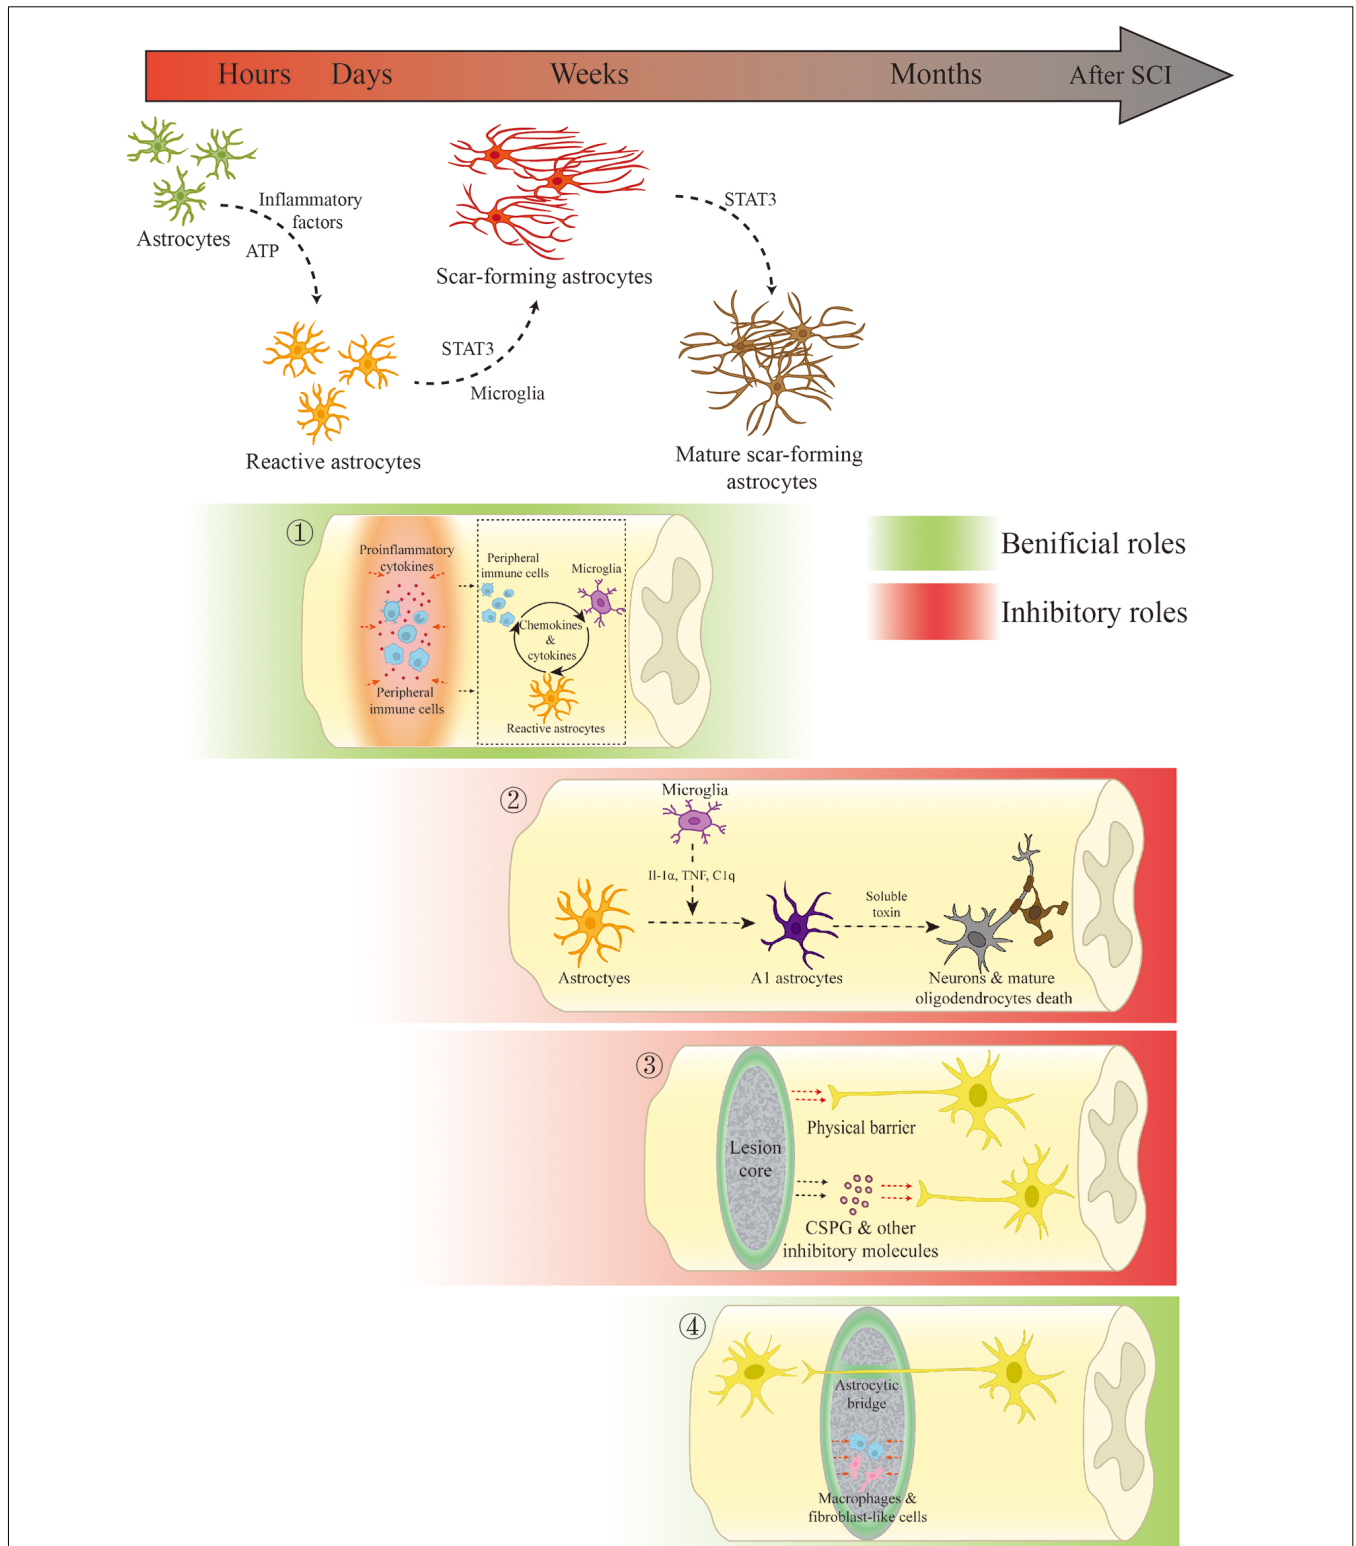 Hours Days Weeks Months After SCI
Inflammatory
factors
ATP
Astrocytes
STAT3
Scar-forming astrocytes
STAT3
Microglia
Reactive astrocytes
Mature scar-forming
astrocytes
①
Proinflammatory
cytokines
Peripheral
immune cells
Peripheral
immune cells
Microglia
Chemokines
&
cytokines
Reactive astrocytes
Benificial roles
Inhibitory roles
②
Microglia
Il-1α, TNF, C1q
Astroctyes
A1 astrocytes
Soluble
toxin
Neurons & mature
oligodendrocytes death
③
Lesion
core
Physical barrier
CSPG & other
inhibitory molecules
④
Astrocytic
bridge
Macrophages &
fibroblast-like cells